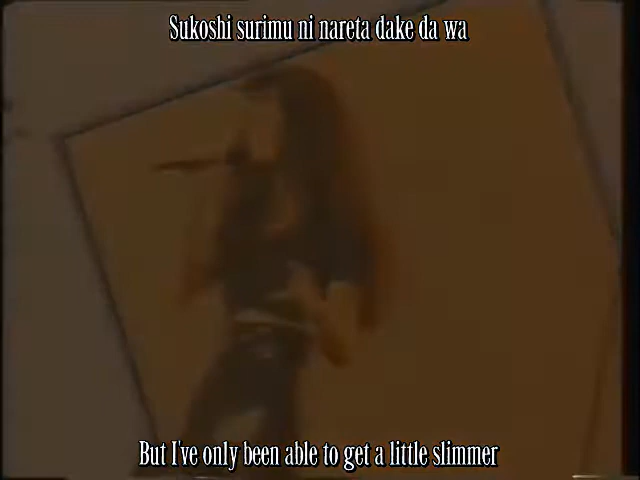 Sukoshi surimu ni nareta dake da wa
But I've only been able to get a little slimmer